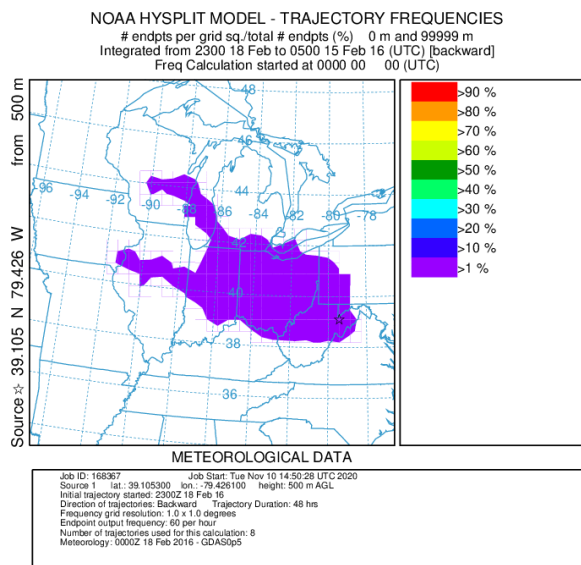 NOAA HYSPLIT MODEL - TRAJECTORY FREQUENCIES
# endpts per grid sq./total # endpts (%) 0 m and 99999 m
Integrated from 2300 18 Feb to 0500 15 Feb 16 (UTC) [backward]
Freq Calculation started at 0000 00 00 (UTC)
Source ☆ 39.105 N 79.426 W from 500 m
48
46
-96
-94
-92
-90
-88
-86
44
-84
-82
-80
-78
42
40
38
36
>90 %
>80 %
>70 %
>60 %
>50 %
>40 %
>30 %
>20 %
>10 %
>1 %
METEOROLOGICAL DATA
Job ID: 168367 Job Start: Tue Nov 10 14:50:28 UTC 2020
Source 1 lat.: 39.105300 lon.: -79.426100 height: 500 m AGL
Initial trajectory started: 2300Z 18 Feb 16
Direction of trajectories: Backward Trajectory Duration: 48 hrs
Frequency grid resolution: 1.0 x 1.0 degrees
Endpoint output frequency: 60 per hour
Number of trajectories used for this calculation: 8
Meteorology: 0000Z 18 Feb 2016 - GDAS0p5